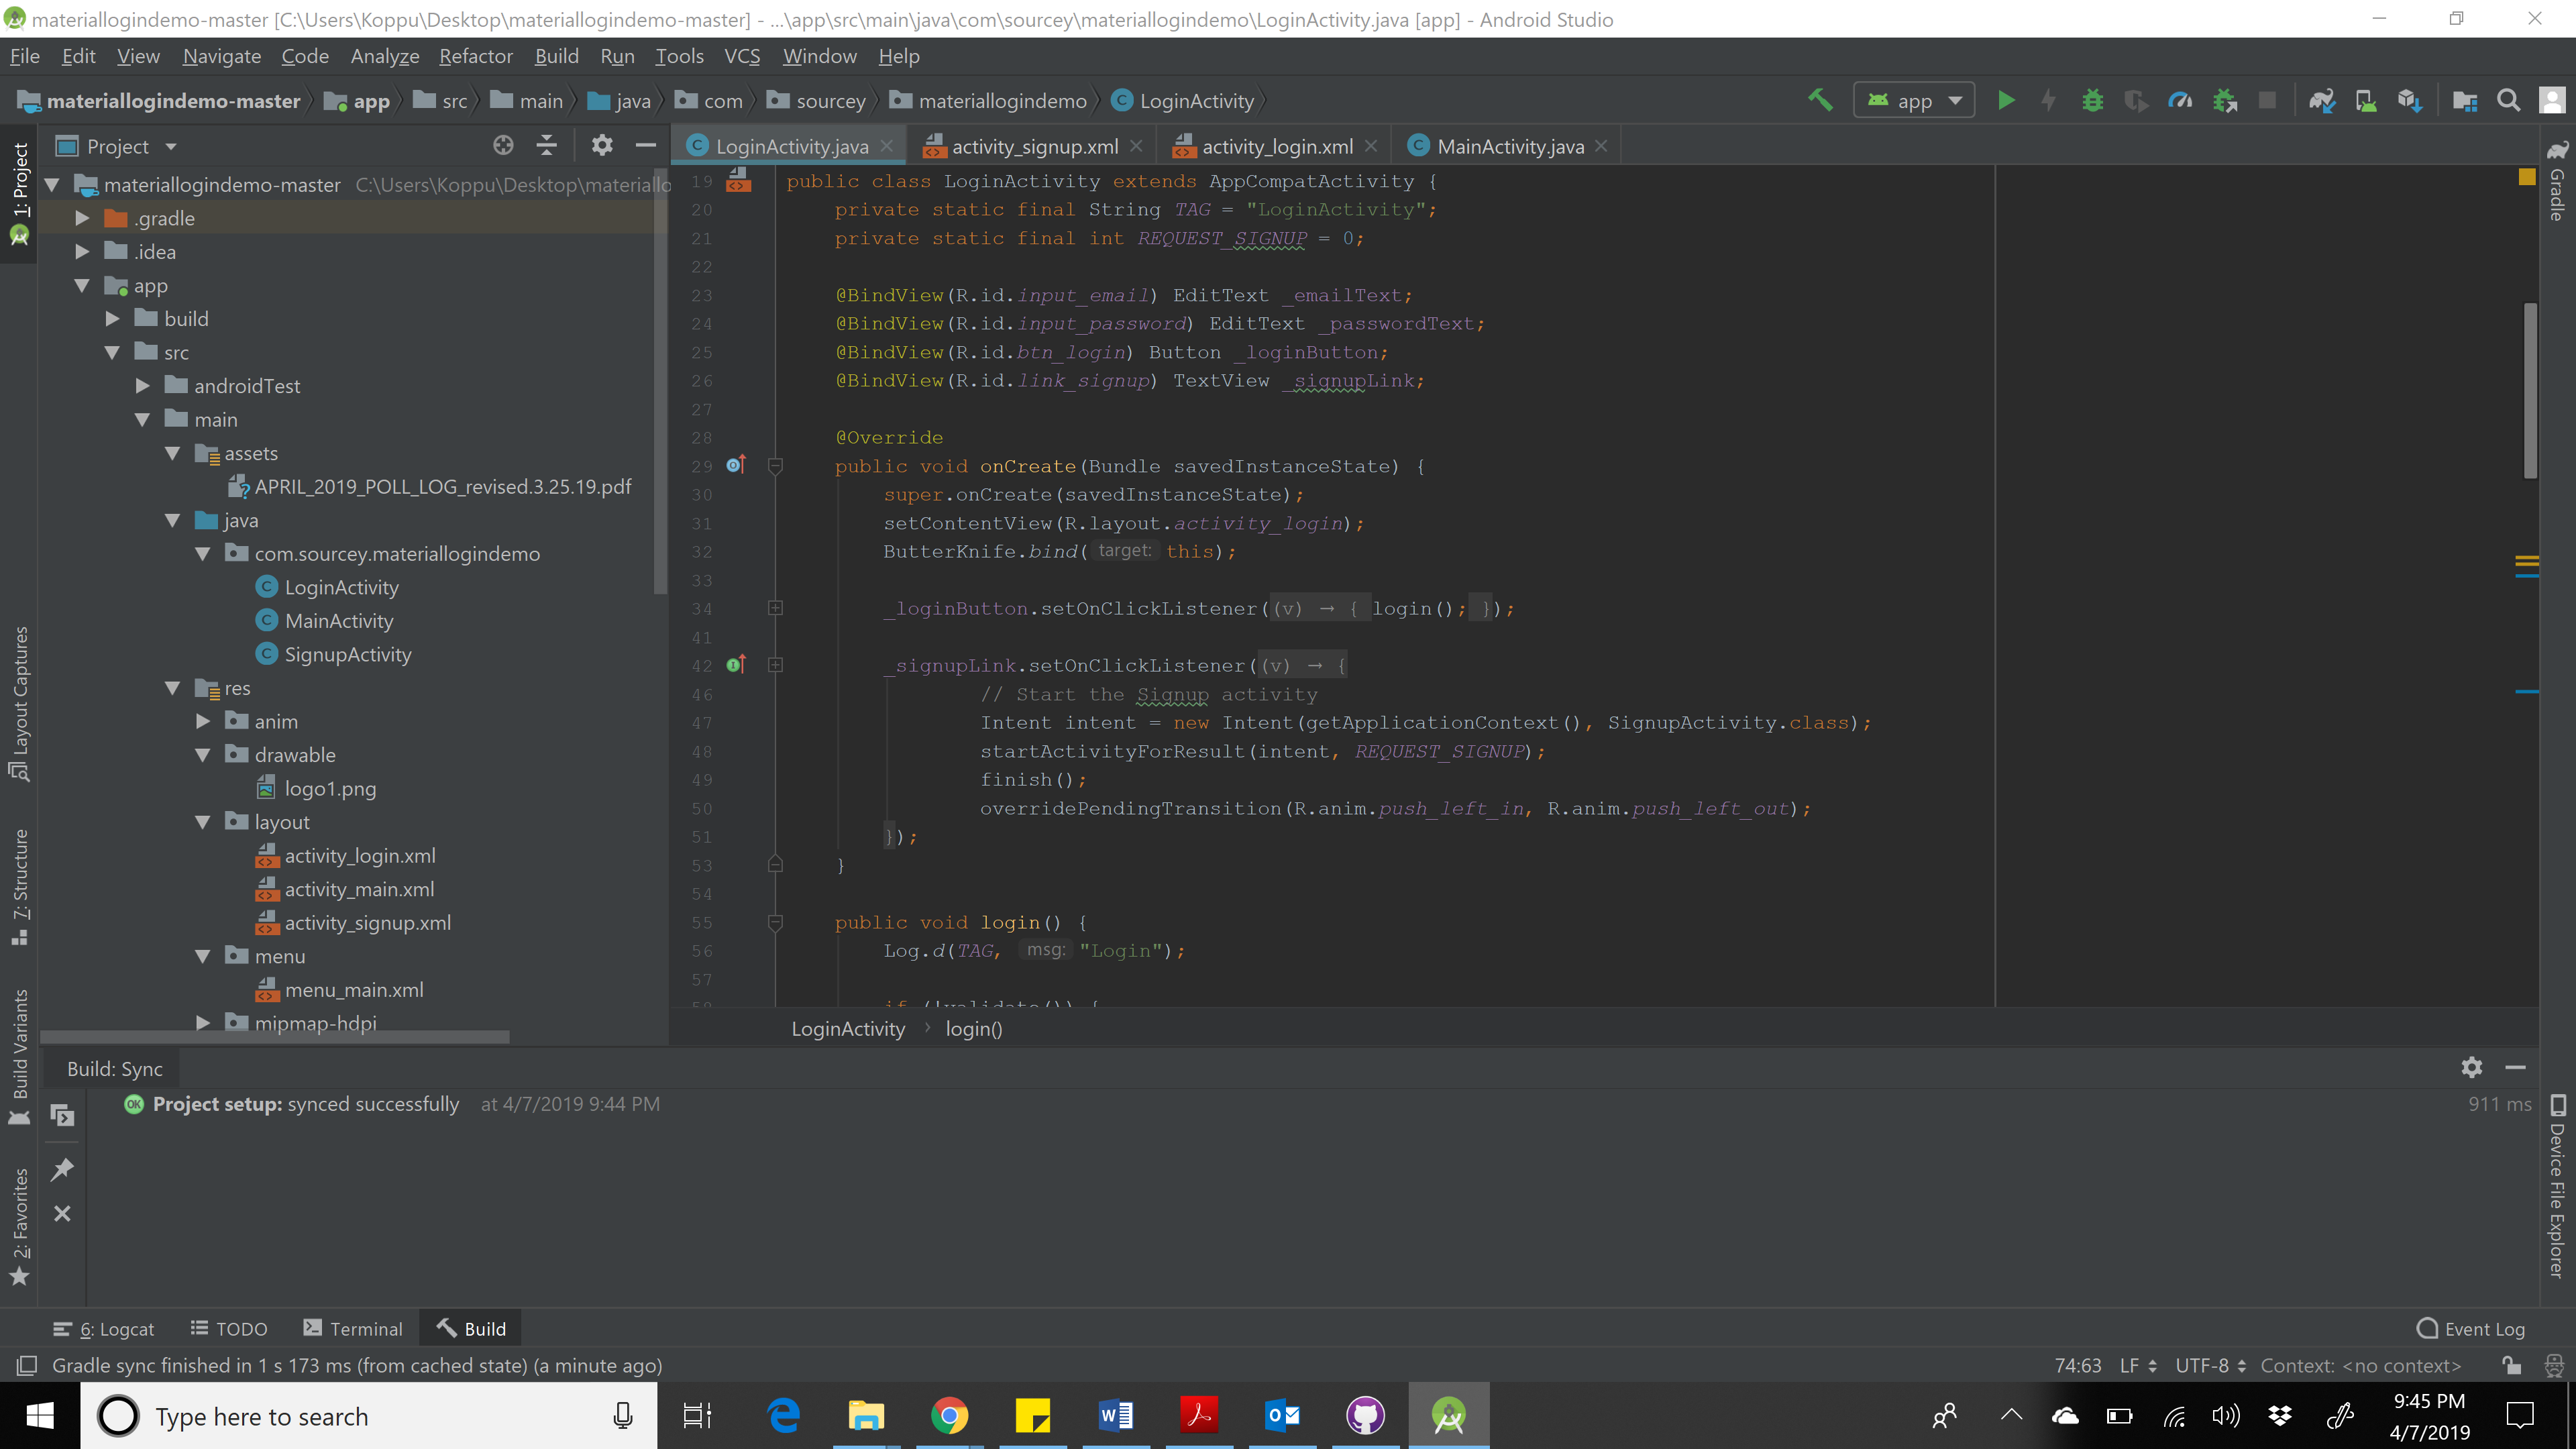 materiallogindemo-master [C:\Users\Koppu\Desktop\materiallogindemo-master] - ...\app\src\main\java\com\sourcey\materiallogindemo\LoginActivity.java [app] - Android Studio
File Edit View Navigate Code Analyze Refactor Build Run Tools VCS Window Help
materiallogindemo-master app src main java com sourcey materiallogindemo LoginActivity app
Project
LoginActivity.java activity_signup.xml activity_login.xml MainActivity.java
materiallogindemo-master C:\Users\Koppu\Desktop\materiallo
.gradle
.idea
app
build
src
androidTest
main
assets
APRIL_2019_POLL_LOG_revised.3.25.19.pdf
java
com.sourcey.materiallogindemo
LoginActivity
MainActivity
SignupActivity
res
anim
drawable
logo1.png
layout
activity_login.xml
activity_main.xml
activity_signup.xml
menu
menu_main.xml
mipmap-hdpi
1: Project
Layout Captures
7: Structure
Build Variants
2: Favorites
19 public class LoginActivity extends AppCompatActivity {
20 private static final String TAG = "LoginActivity";
21 private static final int REQUEST_SIGNUP = 0;
22
23 @BindView(R.id.input_email) EditText _emailText;
24 @BindView(R.id.input_password) EditText _passwordText;
25 @BindView(R.id.btn_login) Button _loginButton;
26 @BindView(R.id.link_signup) TextView _signupLink;
27
28 @Override
29 public void onCreate(Bundle savedInstanceState) {
30 super.onCreate(savedInstanceState);
31 setContentView(R.layout.activity_login);
32 ButterKnife.bind( target: this);
33
34 _loginButton.setOnClickListener((v) → { login(); });
41
42 _signupLink.setOnClickListener((v) → {
46 // Start the Signup activity
47 Intent intent = new Intent(getApplicationContext(), SignupActivity.class);
48 startActivityForResult(intent, REQUEST_SIGNUP);
49 finish();
50 overridePendingTransition(R.anim.push_left_in, R.anim.push_left_out);
51 });
53 }
54
55 public void login() {
56 Log.d(TAG, msg: "Login");
57
58 if (!validate()) {
LoginActivity › login()
Gradle
Device File Explorer
Build: Sync
OK Project setup: synced successfully at 4/7/2019 9:44 PM 911 ms
6: Logcat TODO Terminal Build Event Log
Gradle sync finished in 1 s 173 ms (from cached state) (a minute ago) 74:63 LF UTF-8 Context: <no context>
Type here to search
9:45 PM
4/7/2019